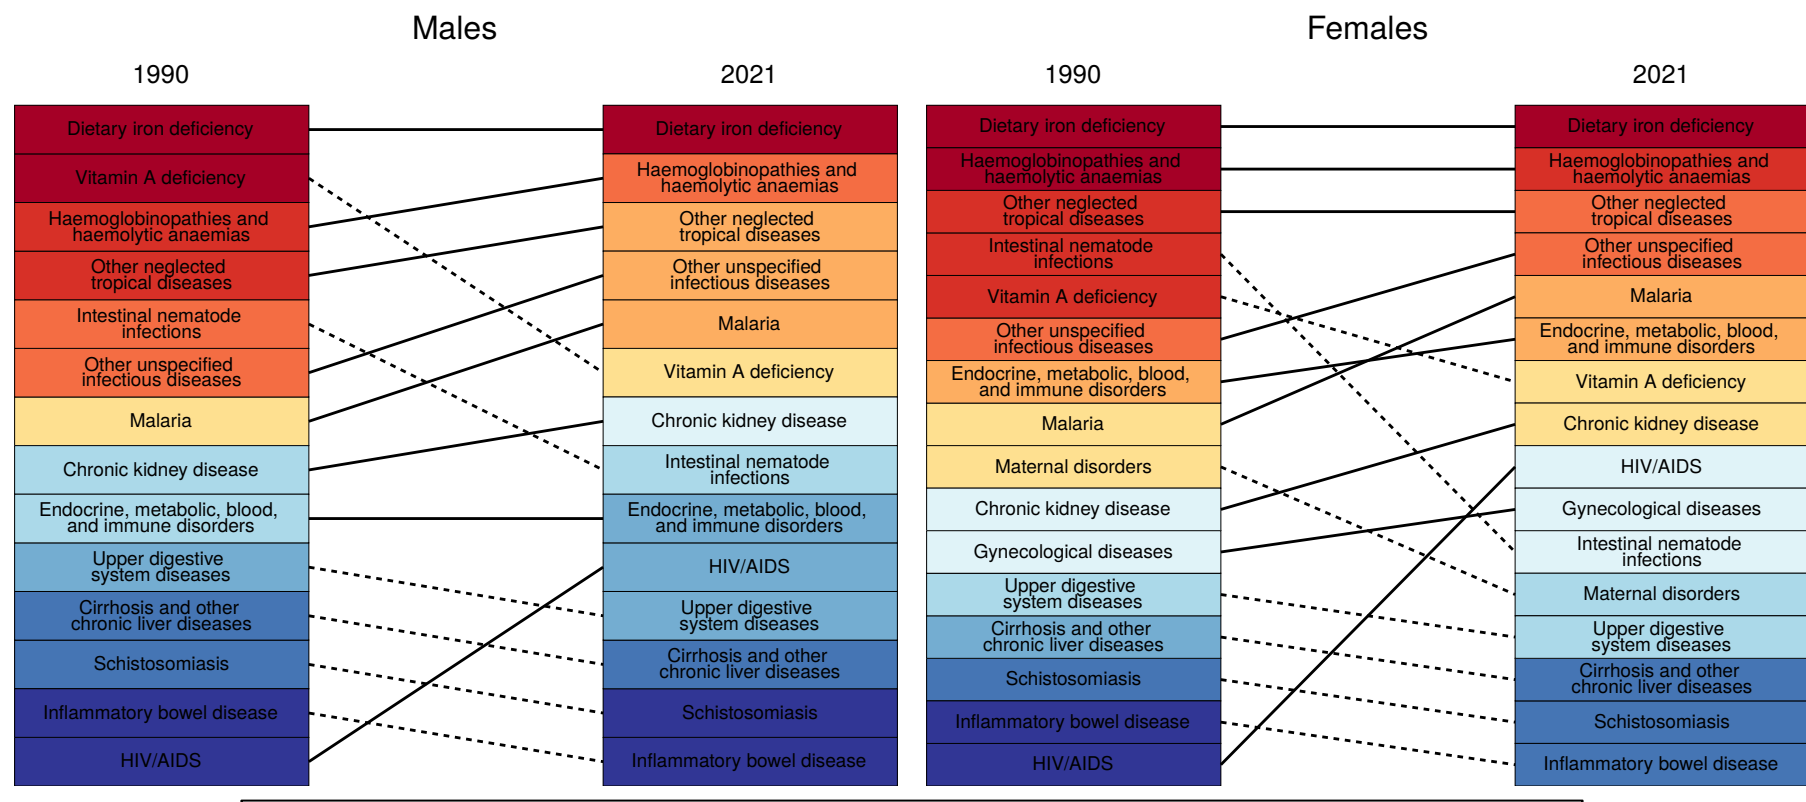 Males
1990
2021
Dietary iron deficiency
Vitamin A deficiency
Haemoglobinopathies and
haemolytic anaemias
Other neglected
tropical diseases
Intestinal nematode
infections
Other unspecified
infectious diseases
Malaria
Chronic kidney disease
Endocrine, metabolic, blood,
and immune disorders
Upper digestive
system diseases
Cirrhosis and other
chronic liver diseases
Schistosomiasis
Inflammatory bowel disease
HIV/AIDS
Dietary iron deficiency
Haemoglobinopathies and
haemolytic anaemias
Other neglected
tropical diseases
Other unspecified
infectious diseases
Malaria
Vitamin A deficiency
Chronic kidney disease
Intestinal nematode
infections
Endocrine, metabolic, blood,
and immune disorders
HIV/AIDS
Upper digestive
system diseases
Cirrhosis and other
chronic liver diseases
Schistosomiasis
Inflammatory bowel disease
Females
1990
2021
Dietary iron deficiency
Haemoglobinopathies and
haemolytic anaemias
Other neglected
tropical diseases
Intestinal nematode
infections
Vitamin A deficiency
Other unspecified
infectious diseases
Endocrine, metabolic, blood,
and immune disorders
Malaria
Maternal disorders
Chronic kidney disease
Gynecological diseases
Upper digestive
system diseases
Cirrhosis and other
chronic liver diseases
Schistosomiasis
Inflammatory bowel disease
HIV/AIDS
Dietary iron deficiency
Haemoglobinopathies and
haemolytic anaemias
Other neglected
tropical diseases
Other unspecified
infectious diseases
Malaria
Endocrine, metabolic, blood,
and immune disorders
Vitamin A deficiency
Chronic kidney disease
HIV/AIDS
Gynecological diseases
Intestinal nematode
infections
Maternal disorders
Upper digestive
system diseases
Cirrhosis and other
chronic liver diseases
Schistosomiasis
Inflammatory bowel disease